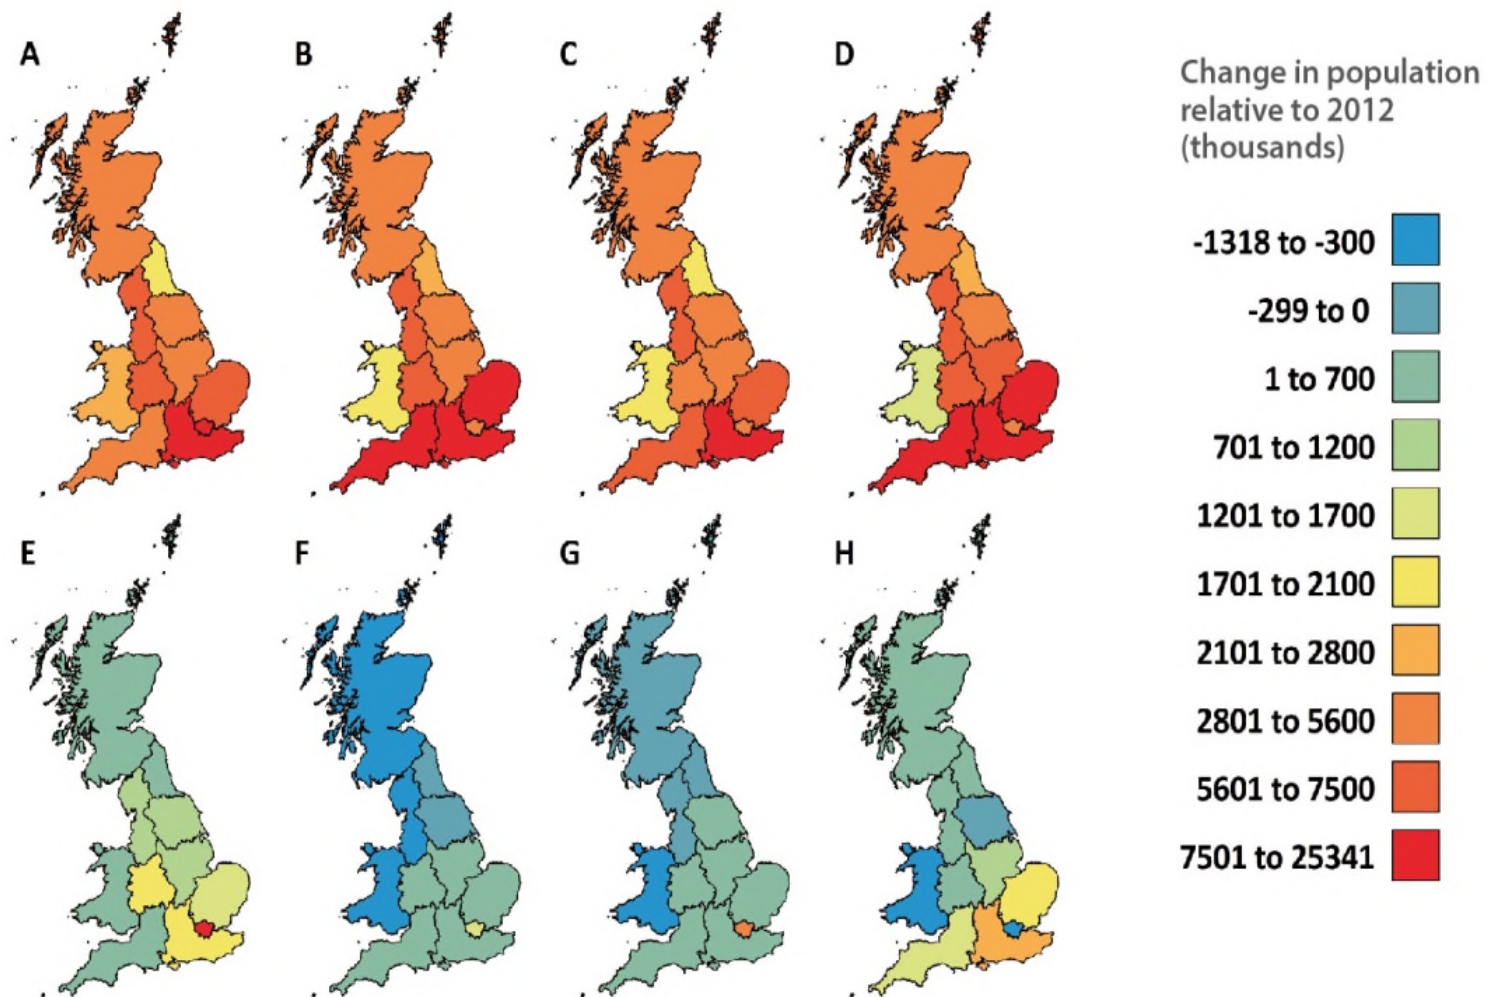 A
B
C
D
Change in population
relative to 2012
(thousands)
-1318 to -300
-299 to 0
1 to 700
701 to 1200
1201 to 1700
1701 to 2100
2101 to 2800
2801 to 5600
5601 to 7500
7501 to 25341
E
F
G
H